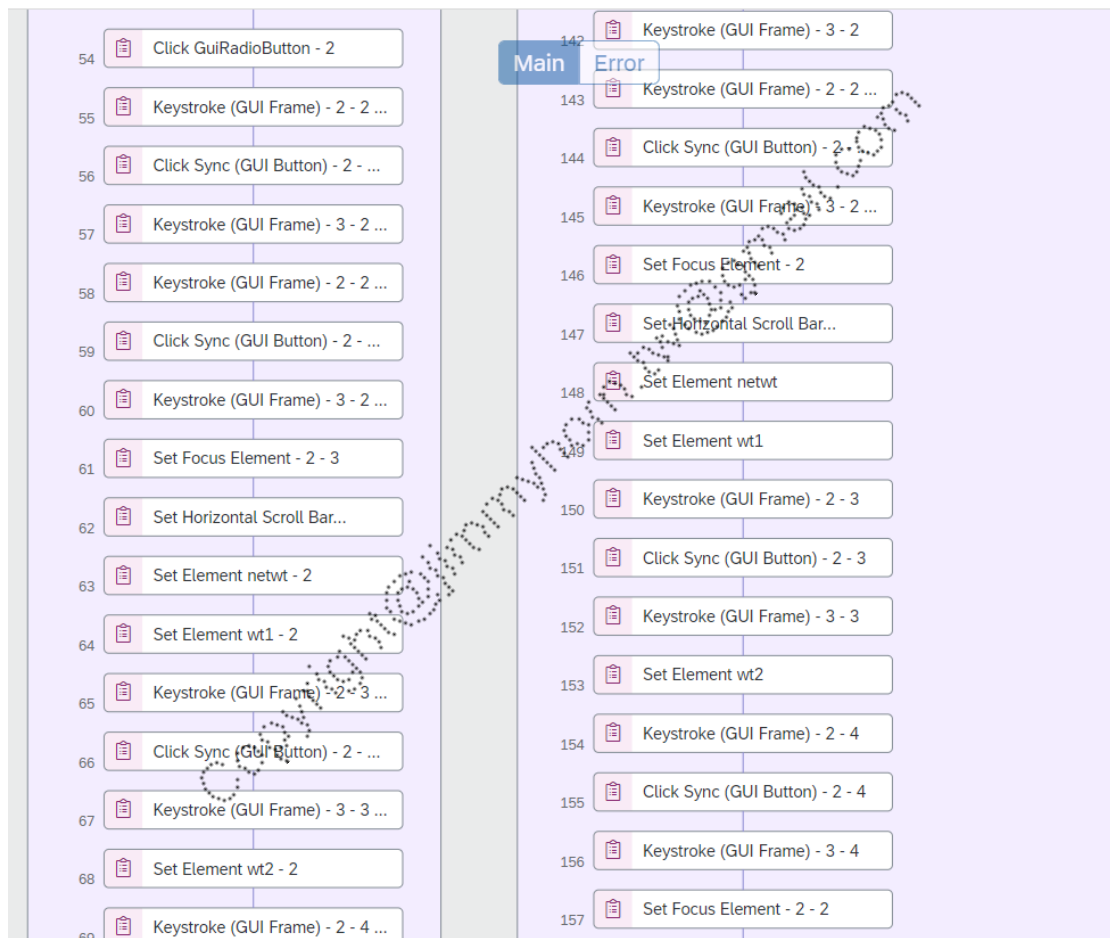 54 Click GuiRadioButton - 2
55 Keystroke (GUI Frame) - 2 - 2 ...
56 Click Sync (GUI Button) - 2 - ...
57 Keystroke (GUI Frame) - 3 - 2 ...
58 Keystroke (GUI Frame) - 2 - 2 ...
59 Click Sync (GUI Button) - 2 - ...
60 Keystroke (GUI Frame) - 3 - 2 ...
61 Set Focus Element - 2 - 3
62 Set Horizontal Scroll Bar...
63 Set Element netwt - 2
64 Set Element wt1 - 2
65 Keystroke (GUI Frame) - 2 - 3 ...
66 Click Sync (GUI Button) - 2 - ...
67 Keystroke (GUI Frame) - 3 - 3 ...
68 Set Element wt2 - 2
69 Keystroke (GUI Frame) - 2 - 4 ...
142 Keystroke (GUI Frame) - 3 - 2
Main Error
143 Keystroke (GUI Frame) - 2 - 2 ...
144 Click Sync (GUI Button) - 2 - ...
145 Keystroke (GUI Frame) - 3 - 2 ...
146 Set Focus Element - 2
147 Set Horizontal Scroll Bar...
148 Set Element netwt
149 Set Element wt1
150 Keystroke (GUI Frame) - 2 - 3
151 Click Sync (GUI Button) - 2 - 3
152 Keystroke (GUI Frame) - 3 - 3
153 Set Element wt2
154 Keystroke (GUI Frame) - 2 - 4
155 Click Sync (GUI Button) - 2 - 4
156 Keystroke (GUI Frame) - 3 - 4
157 Set Focus Element - 2 - 2